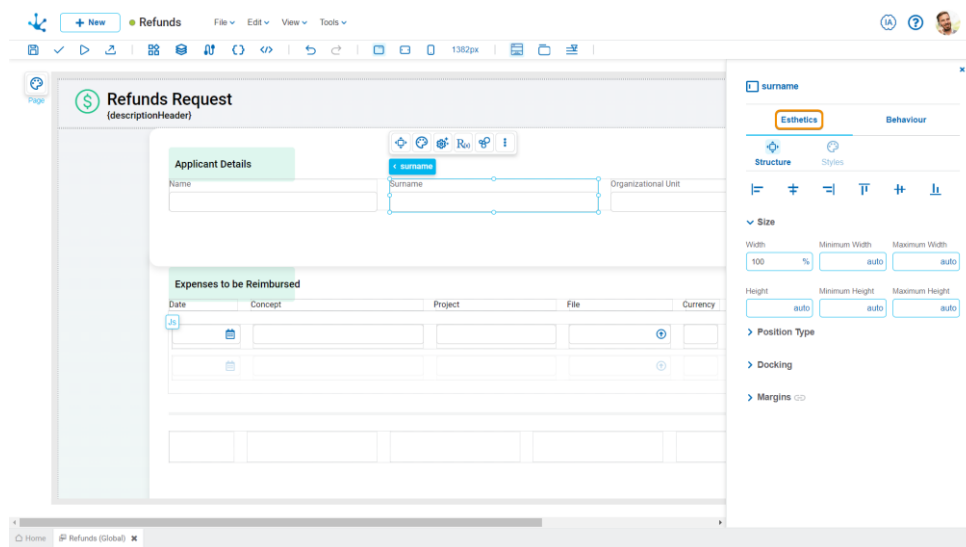 + New
Refunds
File
Edit
View
Tools
IA
?
1382px
Page
$
Refunds Request
{descriptionHeader}
surname
Applicant Details
Name
Surname
Organizational Unit
Expenses to be Reimbursed
Date
Concept
Project
File
Currency
Js
surname
Esthetics
Behaviour
Structure
Styles
Size
Width
Minimum Width
Maximum Width
100 %
auto
auto
Height
Minimum Height
Maximum Height
auto
auto
auto
Position Type
Docking
Margins
Home
Refunds (Global)